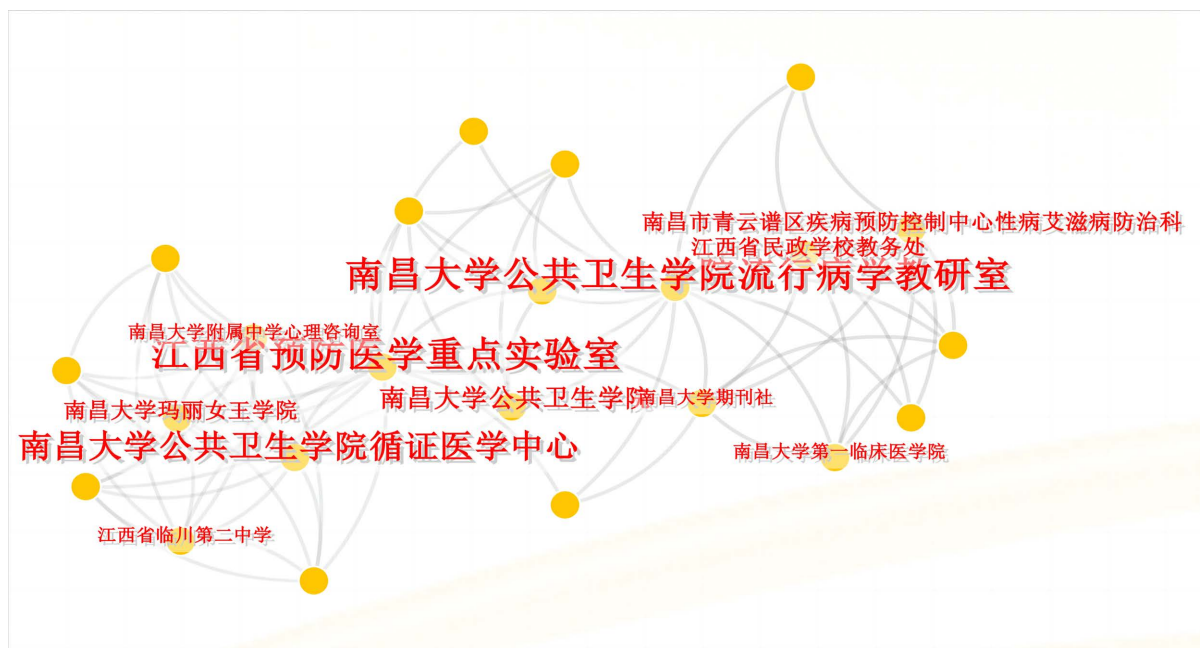 南昌市青云谱区疾病预防控制中心性病艾滋病防治科
江西省民政学校教务处
南昌大学公共卫生学院流行病学教研室
南昌大学附属中学心理咨询室
江西省预防医学重点实验室
南昌大学公共卫生学院
南昌大学期刊社
南昌大学玛丽女王学院
南昌大学公共卫生学院循证医学中心
南昌大学第一临床医学院
江西省临川第二中学